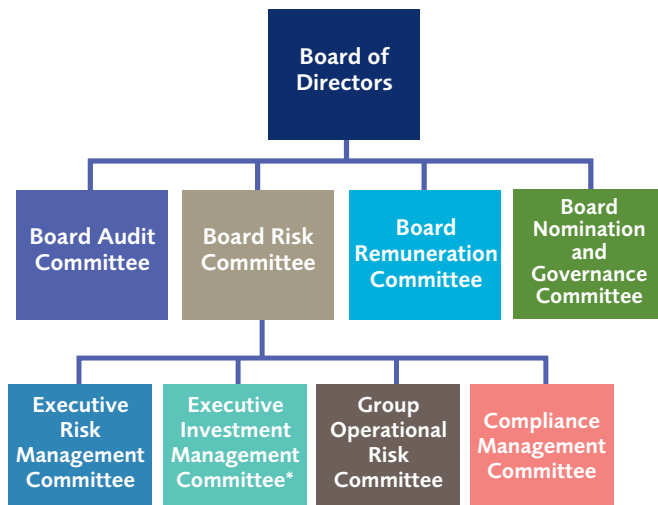 Board of
Directors
Board Audit
Committee
Board Risk
Committee
Board
Remuneration
Committee
Board
Nomination
and
Governance
Committee
Executive
Risk
Management
Committee
Executive
Investment
Management
Committee*
Group
Operational
Risk
Committee
Compliance
Management
Committee